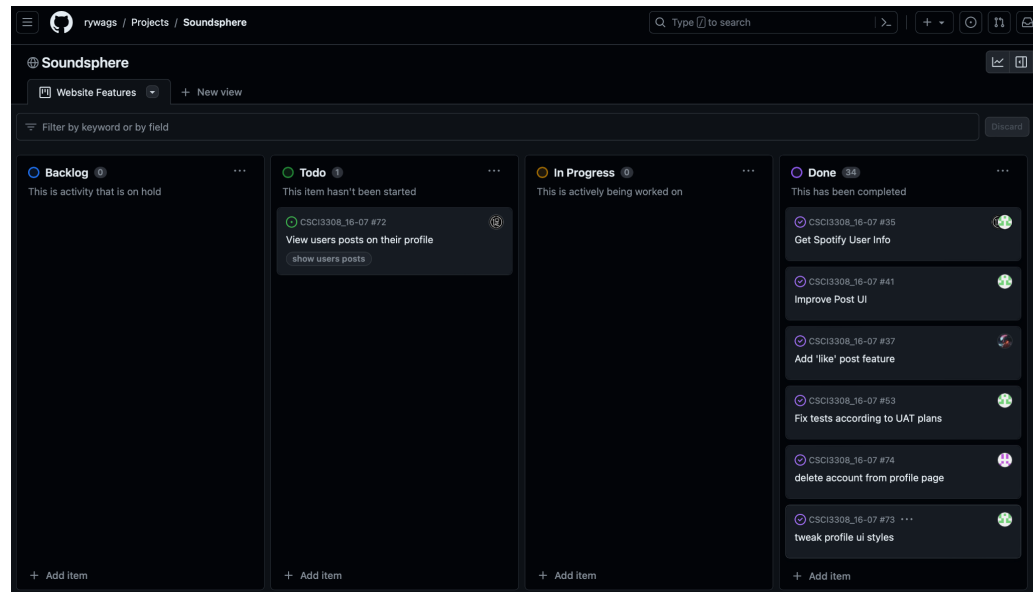 rywags / Projects / Soundsphere
Type / to search
Soundsphere
Website Features
+ New view
Filter by keyword or by field
Discard
Backlog 0
This is activity that is on hold
+ Add item
Todo 1
This item hasn't been started
CSCI3308_16-07 #72
View users posts on their profile
show users posts
+ Add item
In Progress 0
This is actively being worked on
+ Add item
Done 34
This has been completed
CSCI3308_16-07 #35
Get Spotify User Info
CSCI3308_16-07 #41
Improve Post UI
CSCI3308_16-07 #37
Add 'like' post feature
CSCI3308_16-07 #53
Fix tests according to UAT plans
CSCI3308_16-07 #74
delete account from profile page
CSCI3308_16-07 #73 ···
tweak profile ui styles
+ Add item